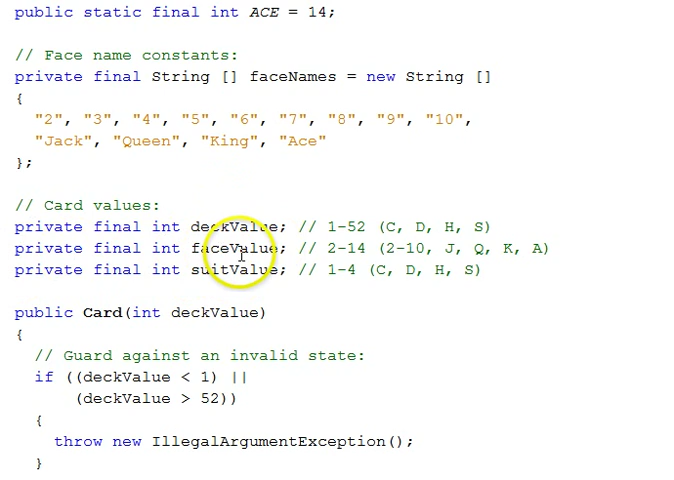 public static final int ACE = 14;
// Face name constants:
private final String [] faceNames = new String []
{
"2", "3", "4", "5", "6", "7", "8", "9", "10",
"Jack", "Queen", "King", "Ace"
};
// Card values:
private final int deckValue; // 1-52 (C, D, H, S)
private final int faceValue; // 2-14 (2-10, J, Q, K, A)
private final int suitValue; // 1-4 (C, D, H, S)
public Card(int deckValue)
{
// Guard against an invalid state:
if ((deckValue < 1) ||
(deckValue > 52))
{
throw new IllegalArgumentException();
}